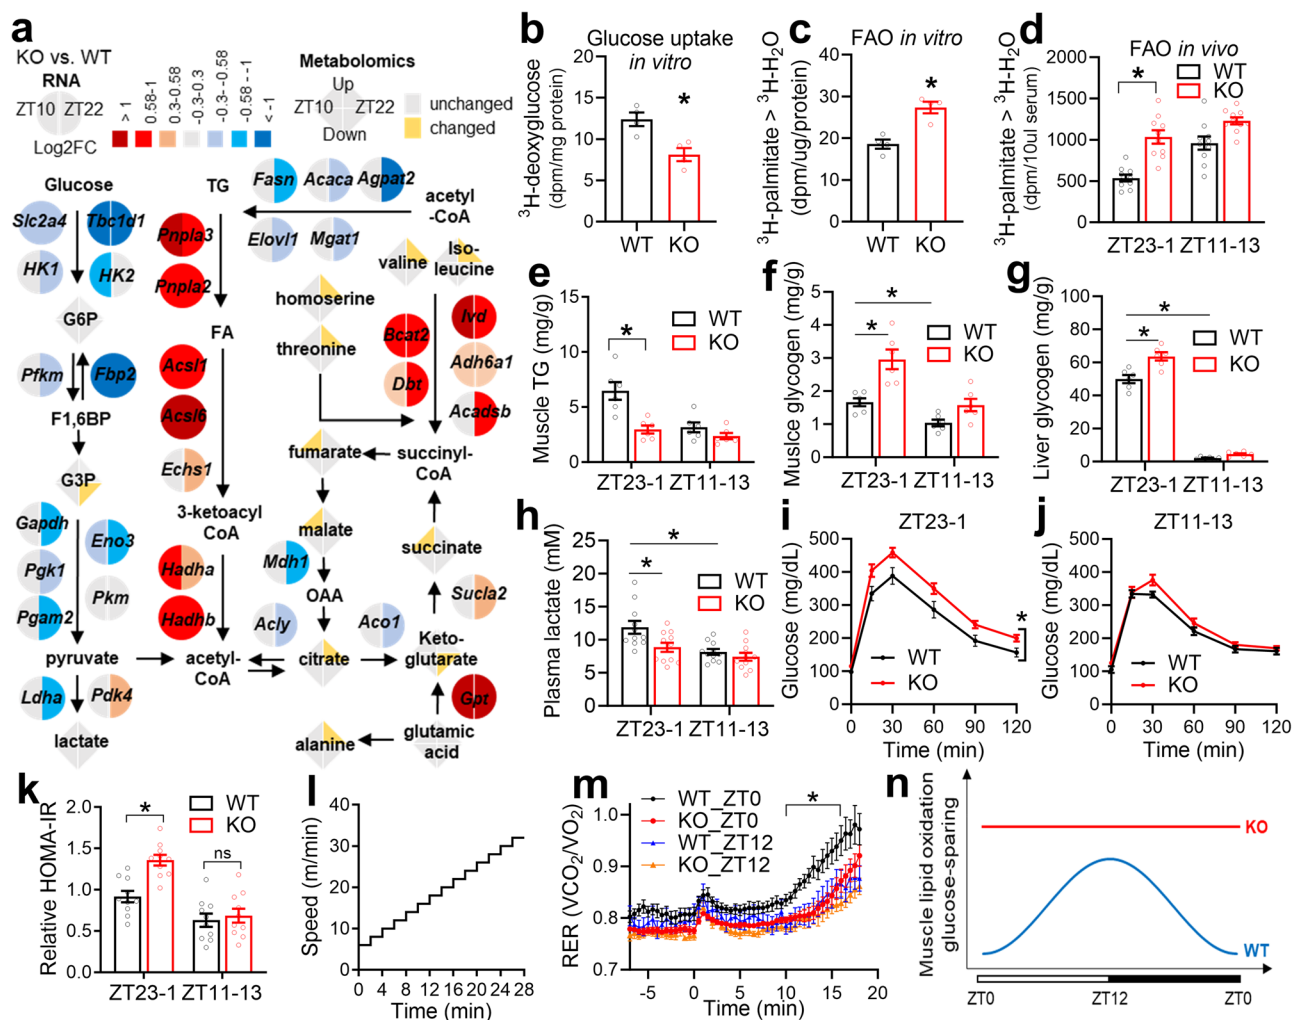 a
KO vs. WT
RNA
ZT10 ZT22
Log2FC
> 1
0.58-1
0.3-0.58
-0.3-0.3
-0.3--0.58
-0.58--1
< -1
Metabolomics
Up
ZT10 ZT22
Down
unchanged
changed
Glucose
TG
Fasn Acaca Agpat2
acetyl
-CoA
Slc2a4 Tbc1d1
Pnpla3
Elovl1 Mgat1
valine
Iso-
leucine
HK1 HK2
Pnpla2
homoserine
G6P
FA
threonine
Bcat2
Ivd
Pfkm Fbp2
Acsl1
Dbt
Adh6a1
F1,6BP
Acsl6
Acadsb
G3P
Echs1
fumarate
succinyl-
CoA
Gapdh
Eno3
3-ketoacyl
CoA
malate
succinate
Pgk1
Pkm
Hadha
Mdh1
OAA
Sucla2
Pgam2
Hadhb
Acly
Aco1
Keto-
glutarate
pyruvate
acetyl-
CoA
citrate
Ldha Pdk4
Gpt
lactate
alanine
glutamic
acid
b
Glucose uptake
in vitro
³H-deoxyglucose
(dpm/mg protein)
20
15
10
5
0
*
WT KO
c
FAO in vitro
³H-palmitate > ³H-H₂O
(dpm/ug/protein)
40
30
20
10
0
*
WT KO
d
FAO in vivo
³H-palmitate > ³H-H₂O
(dpm/10ul serum)
2000
1500
1000
500
0
*
WT
KO
ZT23-1 ZT11-13
e
Muscle TG (mg/g)
15
10
5
0
*
WT
KO
ZT23-1 ZT11-13
f
Muslce glycogen (mg/g)
5
4
3
2
1
0
*
*
WT
KO
ZT23-1 ZT11-13
g
Liver glycogen (mg/g)
100
80
60
40
20
0
*
*
WT
KO
ZT23-1 ZT11-13
h
Plasma lactate (mM)
25
20
15
10
5
0
*
*
WT
KO
ZT23-1 ZT11-13
i
ZT23-1
Glucose (mg/dL)
500
400
300
200
100
0
*
WT
KO
0 30 60 90 120
Time (min)
j
ZT11-13
Glucose (mg/dL)
500
400
300
200
100
0
WT
KO
0 30 60 90 120
Time (min)
k
Relative HOMA-IR
2.0
1.5
1.0
0.5
0.0
*
ns
WT
KO
ZT23-1 ZT11-13
l
Speed (m/min)
40
30
20
10
0
0 4 8 12 16 20 24 28
Time (min)
m
RER (VCO₂/VO₂)
1.0
0.9
0.8
0.7
WT_ZT0
KO_ZT0
WT_ZT12
KO_ZT12
*
-5 0 5 10 15 20
Time (min)
n
Muscle lipid oxidation
glucose-sparing
KO
WT
ZT0 ZT12 ZT0